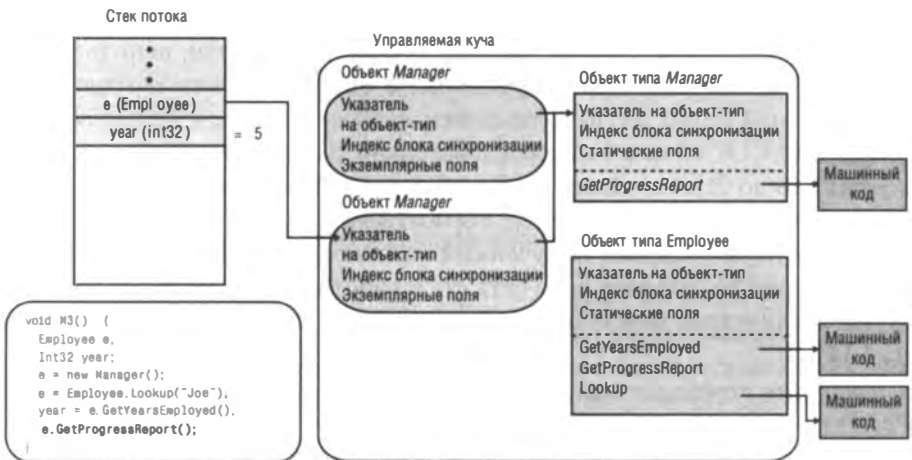 Стек потока
e (Empl oyee)
year (int32)
= 5
Управляемая куча
Объект Manager
Указатель
на объект-тип
Индекс блока синхронизации
Экземплярные поля
Объект Manager
Указатель
на объект-тип
Индекс блока синхронизации
Экземплярные поля
Объект типа Manager
Указатель на объект-тип
Индекс блока синхронизации
Статические поля
GetProgressReport
Машинный
код
Объект типа Employee
Указатель на объект-тип
Индекс блока синхронизации
Статические поля
GetYearsEmployed
GetProgressReport
Lookup
Машинный
код
Машинный
код
void M3() {
Employee e,
Int32 year;
e = new Manager();
e = Employee.Lookup("Joe"),
year = e.GetYearsEmployed(),
e.GetProgressReport();
}